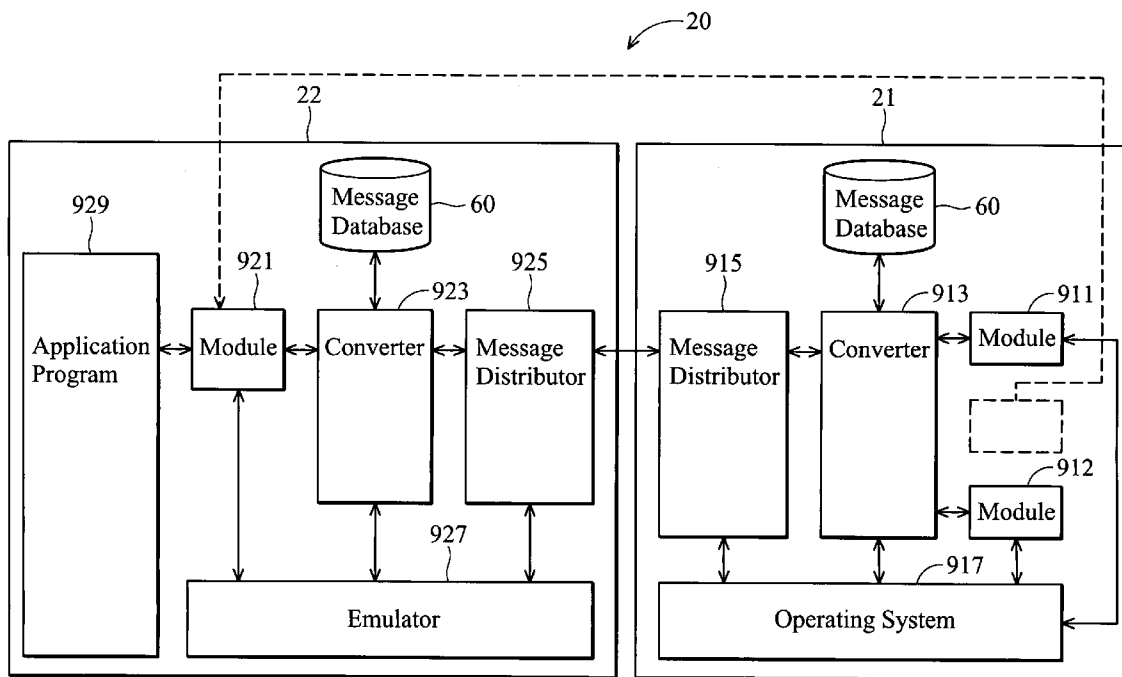 20
22
21
Message
Database
60
Message
Database
60
929
921
923
925
915
913
911
Application
Program
Module
Converter
Message
Distributor
Message
Distributor
Converter
Module
912
Module
927
917
Emulator
Operating System